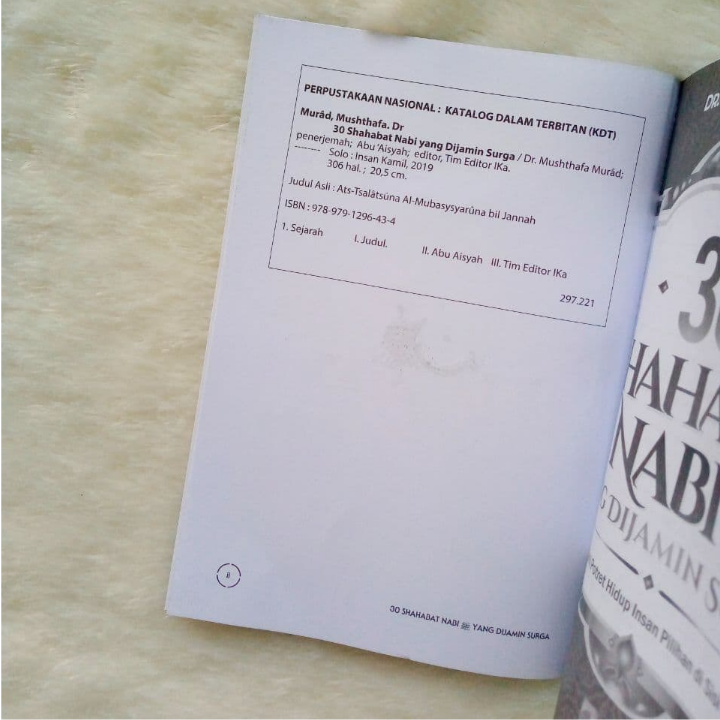 PERPUSTAKAAN NASIONAL : KATALOG DALAM TERBITAN (KDT)
Murâd, Mushthafa. Dr
30 Shahabat Nabi yang Dijamin Surga / Dr. Mushthafa Murâd;
penerjemah; Abu 'Aisyah; editor, Tim Editor IKa.
------- Solo : Insan Kamil, 2019
306 hal. ; 20,5 cm.
Judul Asli : Ats-Tsalâtsûna Al-Mubasysyarûna bil Jannah
ISBN : 978-979-1296-43-4
1. Sejarah I. Judul. II. Abu Aisyah III. Tim Editor IKa
297.221
ii
30 SHAHABAT NABI ﷺ YANG DIJAMIN SURGA
NABI
DIJAMIN
Potret Hidup Insan Pilihan di